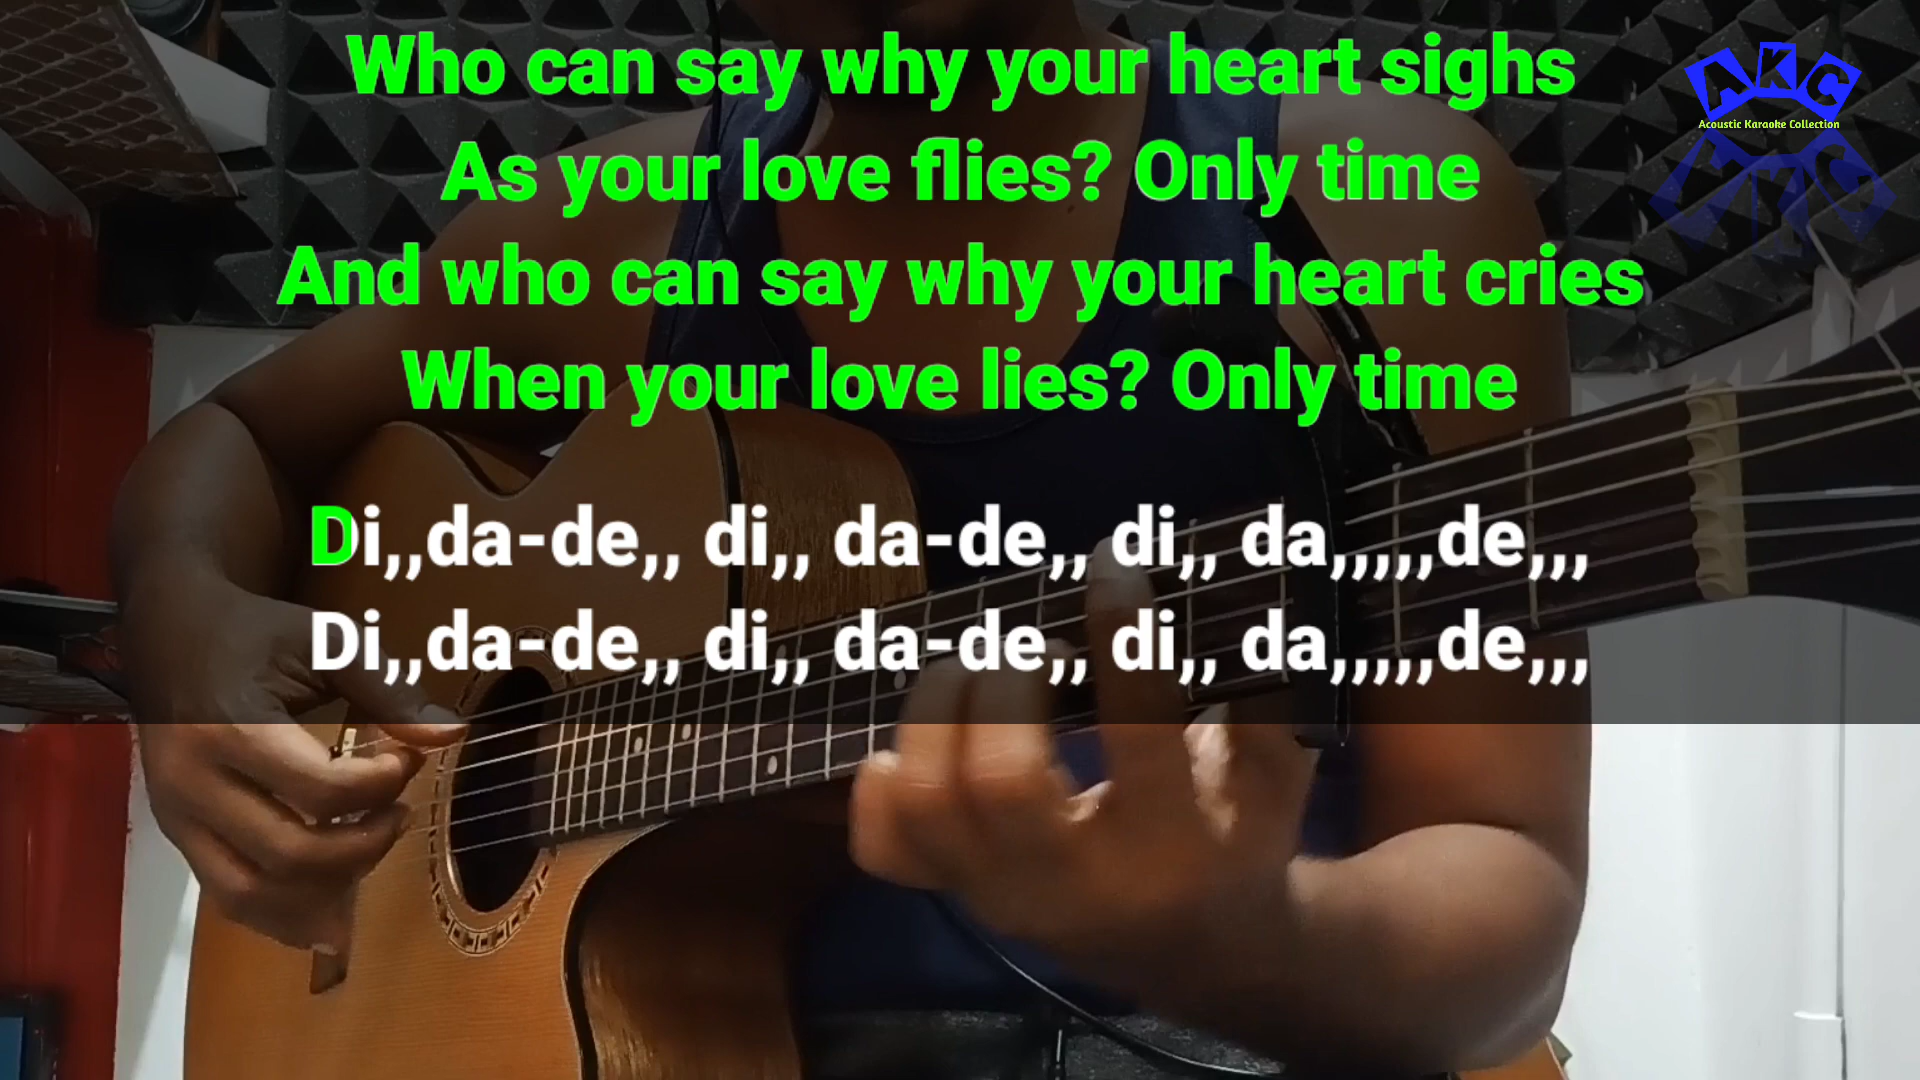 Who can say why your heart sighs
As your love flies? Only time
And who can say why your heart cries
When your love lies? Only time
Di,,da-de,, di,, da-de,, di,, da,,,,,de,,,
Di,,da-de,, di,, da-de,, di,, da,,,,,de,,,
AKC
Acoustic Karaoke Collection